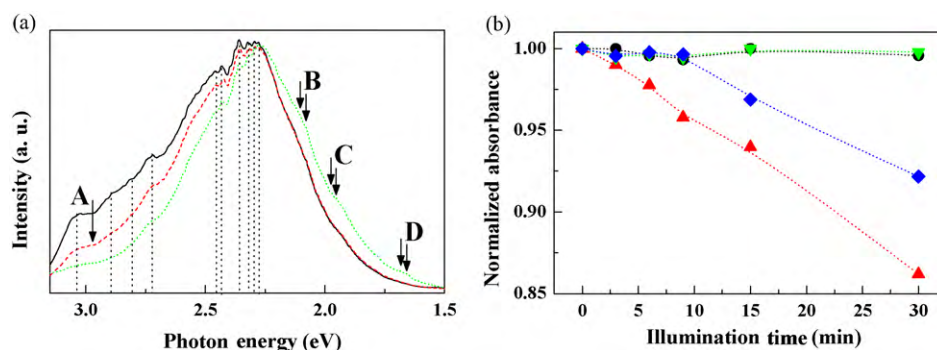 (a)
Intensity (a. u.)
A
B
C
D
3.0 2.5 2.0 1.5
Photon energy (eV)
(b)
Normalized absorbance
1.00
0.95
0.90
0.85
0 5 10 15 20 25 30
Illumination time (min)